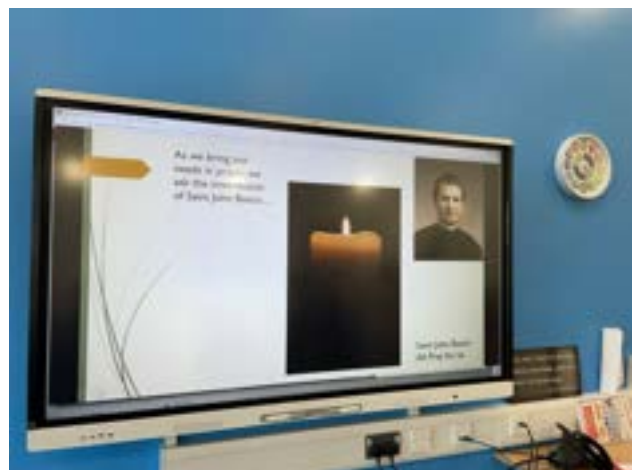 As we bring our
needs in prayer we
ask the intercession
of Saint John Bosco...
Saint John Bosco
Pray for Us